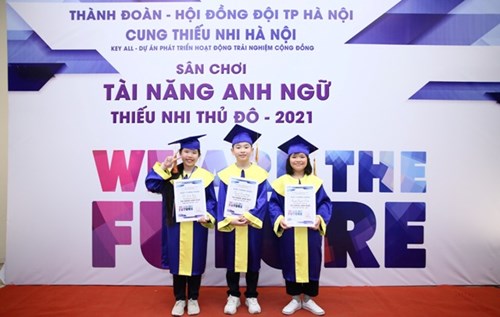 THÀNH ĐOÀN - HỘI ĐỒNG ĐỘI TP HÀ NỘI
CUNG THIẾU NHI HÀ NỘI
KEY ALL - DỰ ÁN PHÁT TRIỂN HOẠT ĐỘNG TRẢI NGHIỆM CỘNG ĐỒNG
SÂN CHƠI
TÀI NĂNG ANH NGỮ
THIẾU NHI THỦ ĐÔ - 2021
WE ARE THE
FUTURE